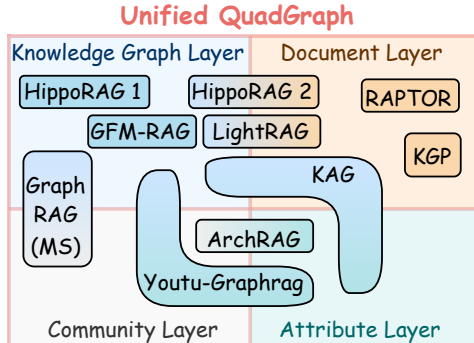 Unified QuadGraph
Knowledge Graph Layer
Document Layer
HippoRAG 1
HippoRAG 2
RAPTOR
GFM-RAG
LightRAG
KGP
Graph
RAG
(MS)
KAG
ArchRAG
Youtu-Graphrag
Community Layer
Attribute Layer